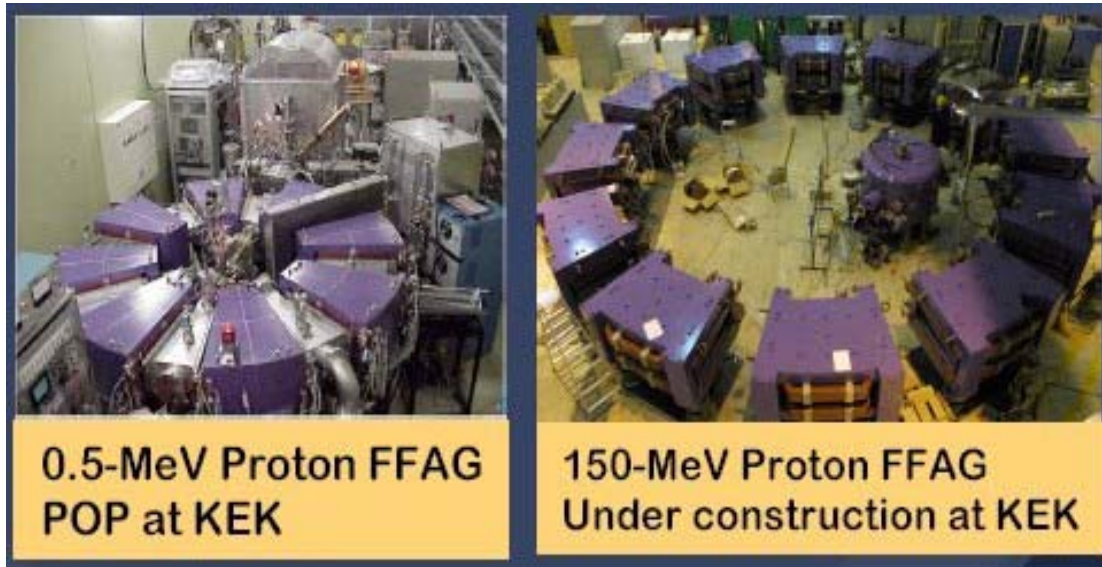 0.5-MeV Proton FFAG
POP at KEK
150-MeV Proton FFAG
Under construction at KEK